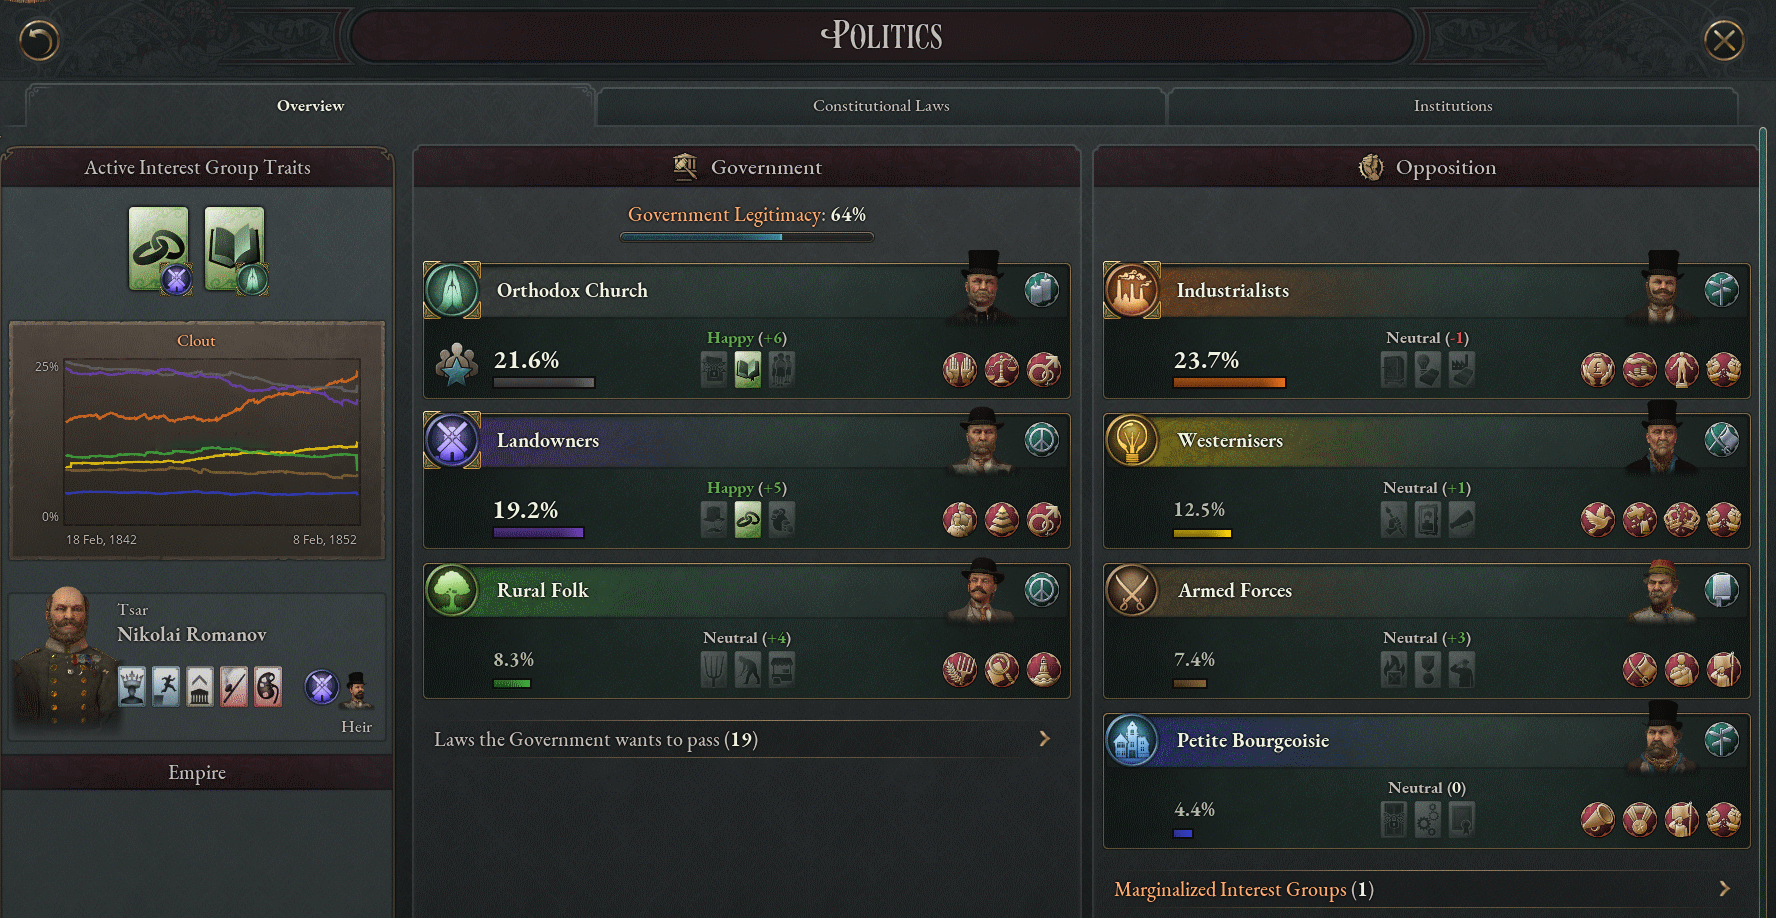 Politics
Overview
Constitutional Laws
Institutions
Active Interest Group Traits
Clout
25%
0%
18 Feb, 1842
8 Feb, 1852
Tsar
Nikolai Romanov
Heir
Empire
Government
Government Legitimacy: 64%
Orthodox Church
Happy (+6)
21.6%
Landowners
Happy (+5)
19.2%
Rural Folk
Neutral (+4)
8.3%
Laws the Government wants to pass (19)
Opposition
Industrialists
Neutral (-1)
23.7%
Westernisers
Neutral (+1)
12.5%
Armed Forces
Neutral (+3)
7.4%
Petite Bourgeoisie
Neutral (0)
4.4%
Marginalized Interest Groups (1)